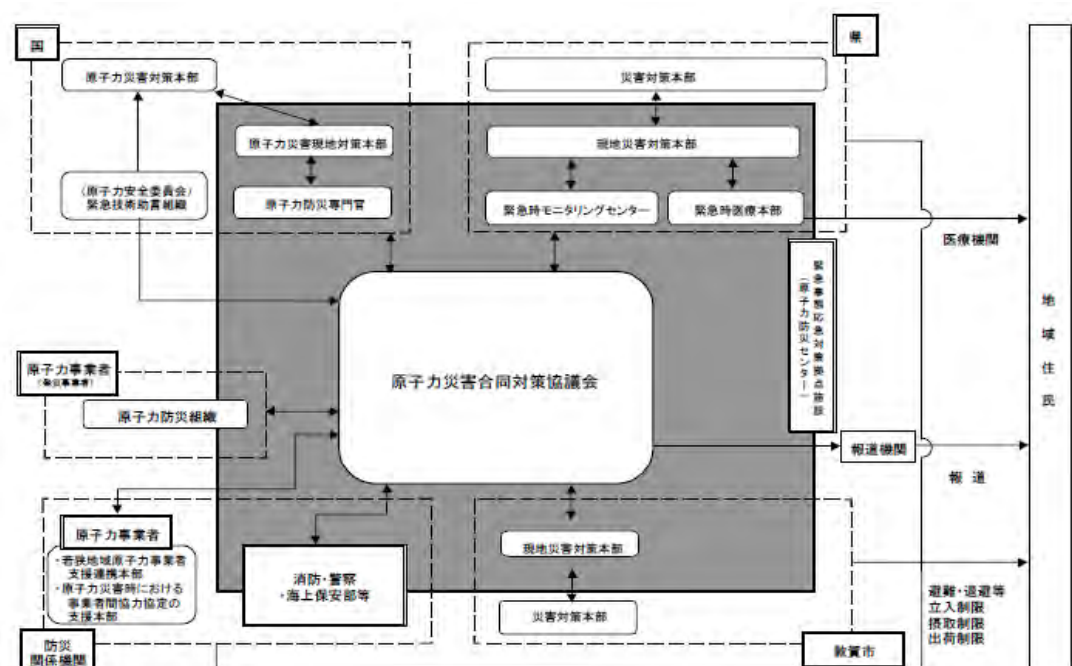 国
原子力災害対策本部
原子力災害現地対策本部
(原子力安全委員会)
緊急技術助言組織
原子力防災専門官
県
災害対策本部
現地災害対策本部
緊急時モニタリングセンター
緊急時医療本部
医療機関
緊急事態応急対策拠点施設
(原子力防災センター)
地域住民
原子力事業者
(発災事業者)
原子力防災組織
原子力災害合同対策協議会
報道機関
報道
原子力事業者
・若狭地域原子力事業者
支援連携本部
・原子力災害時における
事業者間協力協定の
支援本部
消防・警察
・海上保安部等
現地災害対策本部
災害対策本部
避難・退避等
立入制限
摂取制限
出荷制限
防災
関係機関
敦賀市